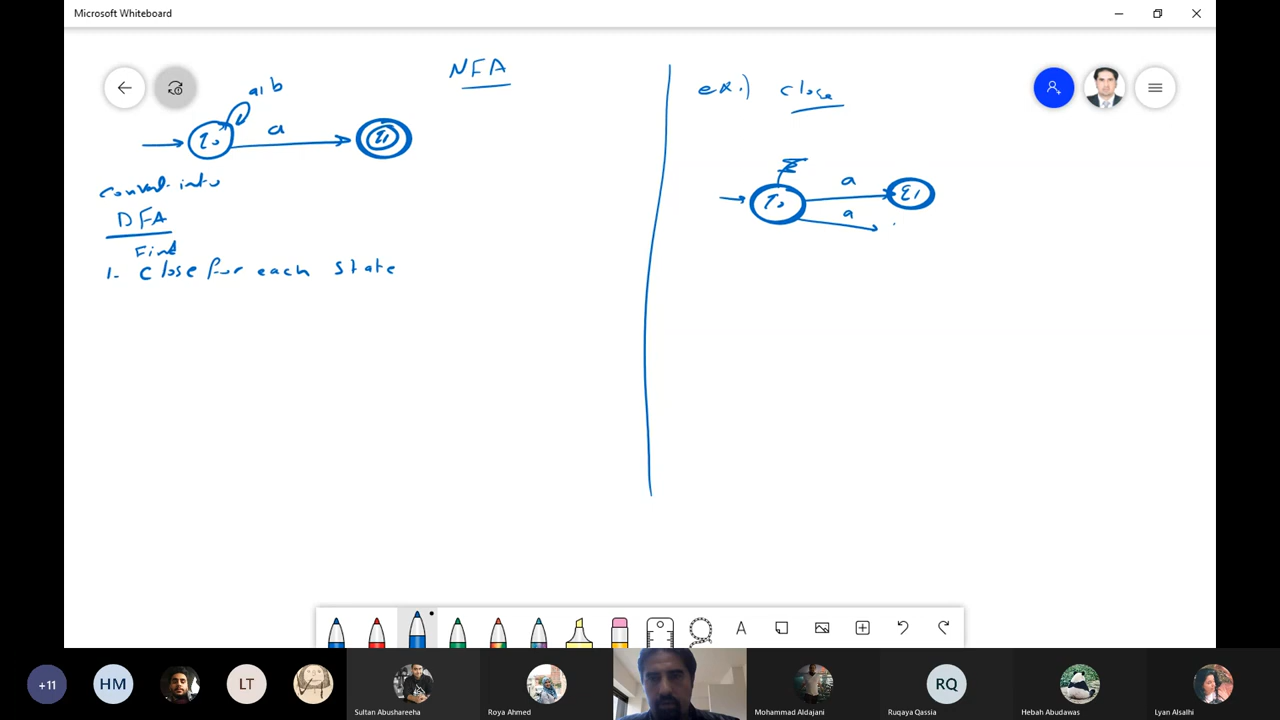 Microsoft Whiteboard
NFA
a,b
a
q0
q1
convert into
DFA
Find
1. Close for each state
ex.) close
a
q0
q1
a
A
+11
HM
LT
Sultan Abushareeha
Roya Ahmed
Mohammad Aldajani
RQ
Ruqaya Qassia
Hebah Abudawas
Lyan Alsalhi